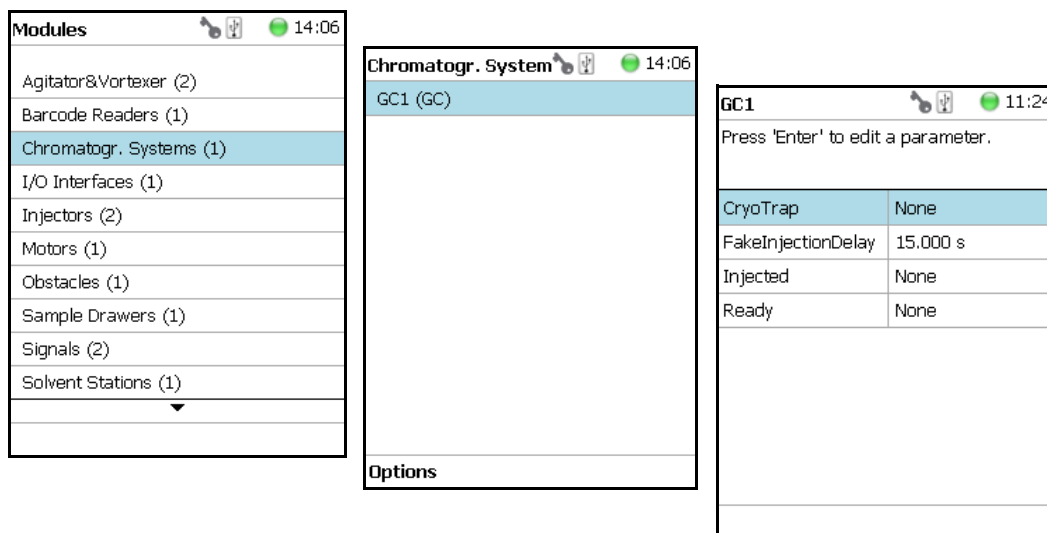 Modules 14:06
Agitator&Vortexer (2)
Barcode Readers (1)
Chromatogr. Systems (1)
I/O Interfaces (1)
Injectors (2)
Motors (1)
Obstacles (1)
Sample Drawers (1)
Signals (2)
Solvent Stations (1)
Chromatogr. System 14:06
GC1 (GC)
Options
GC1 11:24
Press 'Enter' to edit a parameter.
CryoTrap None
FakeInjectionDelay 15.000 s
Injected None
Ready None